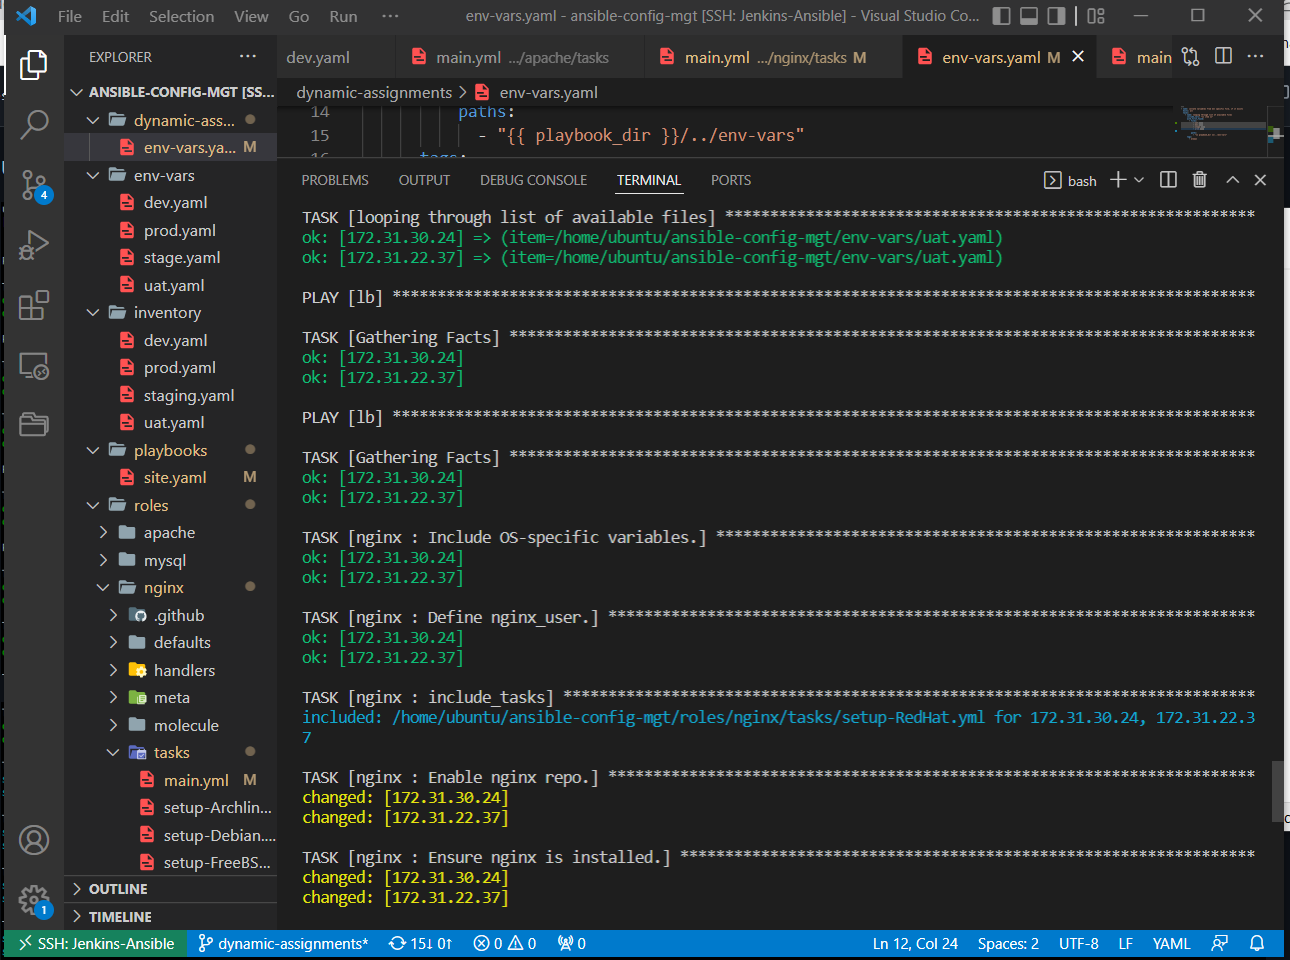 File Edit Selection View Go Run ··· env-vars.yaml - ansible-config-mgt [SSH: Jenkins-Ansible] - Visual Studio Co...
EXPLORER ···
dev.yaml main.yml .../apache/tasks main.yml .../nginx/tasks M env-vars.yaml M main
ANSIBLE-CONFIG-MGT [SS...
dynamic-ass...
env-vars.ya... M
env-vars
dev.yaml
prod.yaml
stage.yaml
uat.yaml
inventory
dev.yaml
prod.yaml
staging.yaml
uat.yaml
playbooks
site.yaml M
roles
apache
mysql
nginx
.github
defaults
handlers
meta
molecule
tasks
main.yml M
setup-Archlin...
setup-Debian....
setup-FreeBS...
OUTLINE
TIMELINE
4
1
dynamic-assignments > env-vars.yaml
14 paths:
15 - "{{ playbook_dir }}/../env-vars"
16 tags:
PROBLEMS OUTPUT DEBUG CONSOLE TERMINAL PORTS bash
TASK [looping through list of available files] ***********************************************************
ok: [172.31.30.24] => (item=/home/ubuntu/ansible-config-mgt/env-vars/uat.yaml)
ok: [172.31.22.37] => (item=/home/ubuntu/ansible-config-mgt/env-vars/uat.yaml)
PLAY [lb] ************************************************************************************************
TASK [Gathering Facts] ***********************************************************************************
ok: [172.31.30.24]
ok: [172.31.22.37]
PLAY [lb] ************************************************************************************************
TASK [Gathering Facts] ***********************************************************************************
ok: [172.31.30.24]
ok: [172.31.22.37]
TASK [nginx : Include OS-specific variables.] ************************************************************
ok: [172.31.30.24]
ok: [172.31.22.37]
TASK [nginx : Define nginx_user.] ************************************************************************
ok: [172.31.30.24]
ok: [172.31.22.37]
TASK [nginx : include_tasks] *****************************************************************************
included: /home/ubuntu/ansible-config-mgt/roles/nginx/tasks/setup-RedHat.yml for 172.31.30.24, 172.31.22.3
7
TASK [nginx : Enable nginx repo.] ************************************************************************
changed: [172.31.30.24]
changed: [172.31.22.37]
TASK [nginx : Ensure nginx is installed.] ****************************************************************
changed: [172.31.30.24]
changed: [172.31.22.37]
SSH: Jenkins-Ansible dynamic-assignments* 15↓ 0↑ 0 0 0 Ln 12, Col 24 Spaces: 2 UTF-8 LF YAML